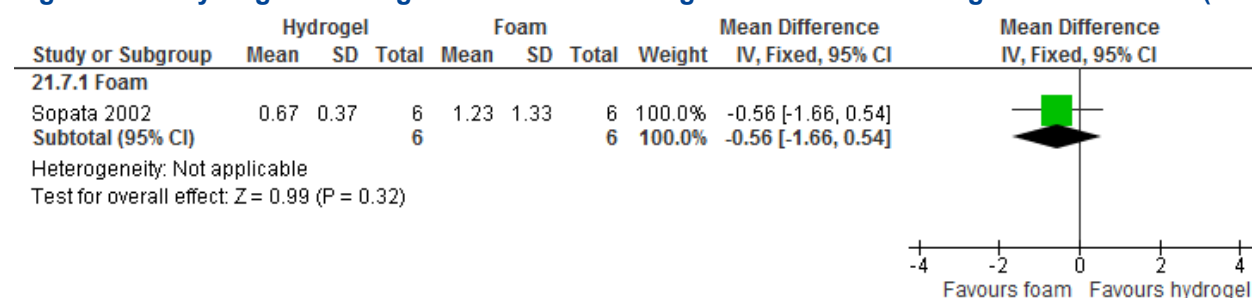 Hydrogel Foam Mean Difference Mean Difference
Study or Subgroup Mean SD Total Mean SD Total Weight IV, Fixed, 95% CI IV, Fixed, 95% CI
21.7.1 Foam
Sopata 2002 0.67 0.37 6 1.23 1.33 6 100.0% -0.56 [-1.66, 0.54]
Subtotal (95% CI) 6 6 100.0% -0.56 [-1.66, 0.54]
Heterogeneity: Not applicable
Test for overall effect: Z = 0.99 (P = 0.32)
-4 -2 0 2 4
Favours foam Favours hydrogel